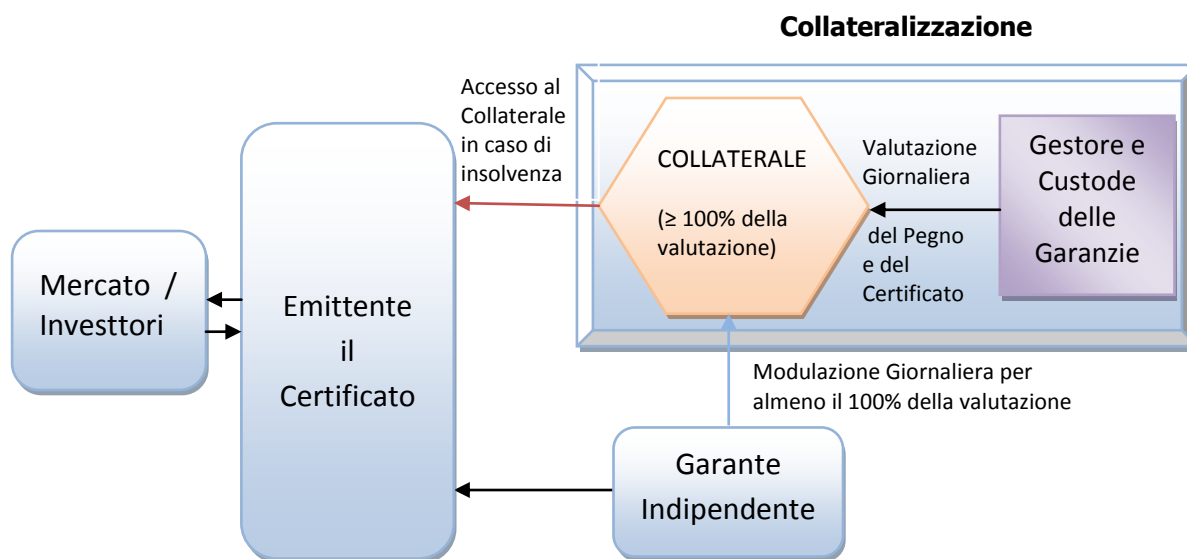 Collateralizzazione
Accesso al
Collaterale
in caso di
insolvenza
COLLATERALE
(≥ 100% della
valutazione)
Valutazione
Giornaliera
del Pegno
e del
Certificato
Gestore e
Custode
delle
Garanzie
Mercato /
Investtori
Emittente
il
Certificato
Modulazione Giornaliera per
almeno il 100% della valutazione
Garante
Indipendente